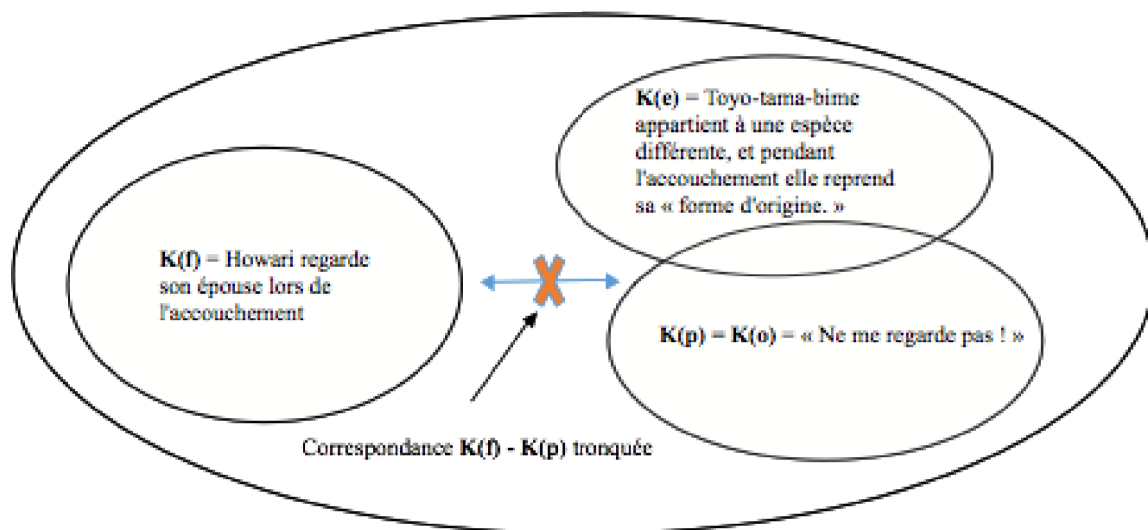 K(e) = Toyo-tama-bime
appartient à une espèce
différente, et pendant
l'accouchement elle reprend
sa « forme d'origine. »
K(f) = Howari regarde
son épouse lors de
l'accouchement
K(p) = K(o) = « Ne me regarde pas ! »
Correspondance K(f) - K(p) tronquée